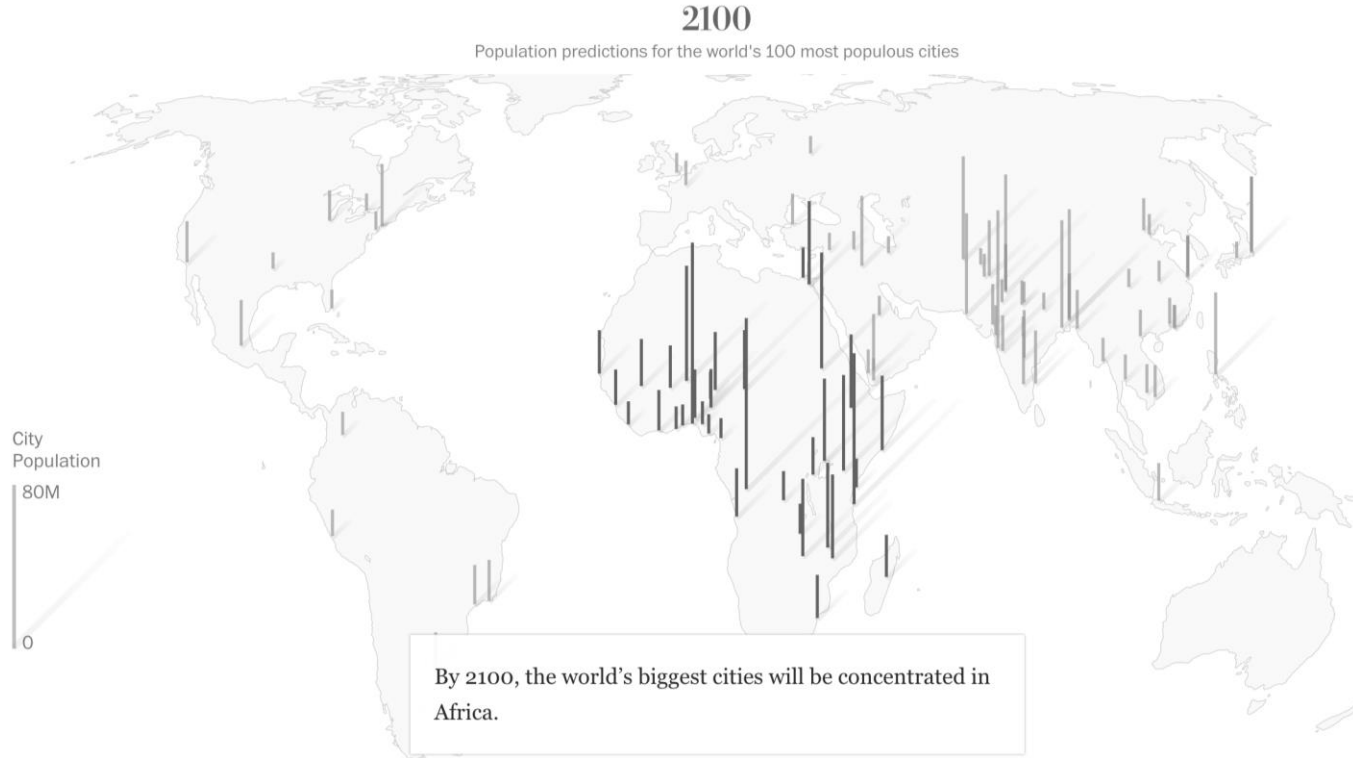 2100
Population predictions for the world's 100 most populous cities
City
Population
80M
0
By 2100, the world’s biggest cities will be concentrated in
Africa.